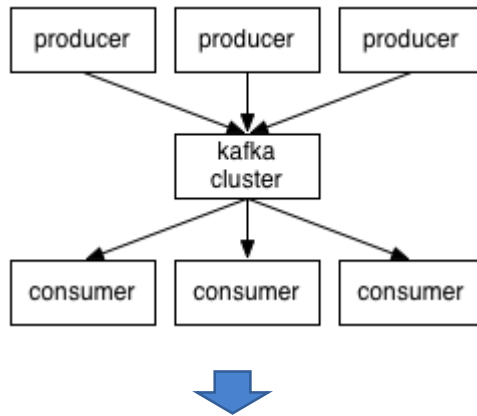 producer
producer
producer
kafka
cluster
consumer
consumer
consumer